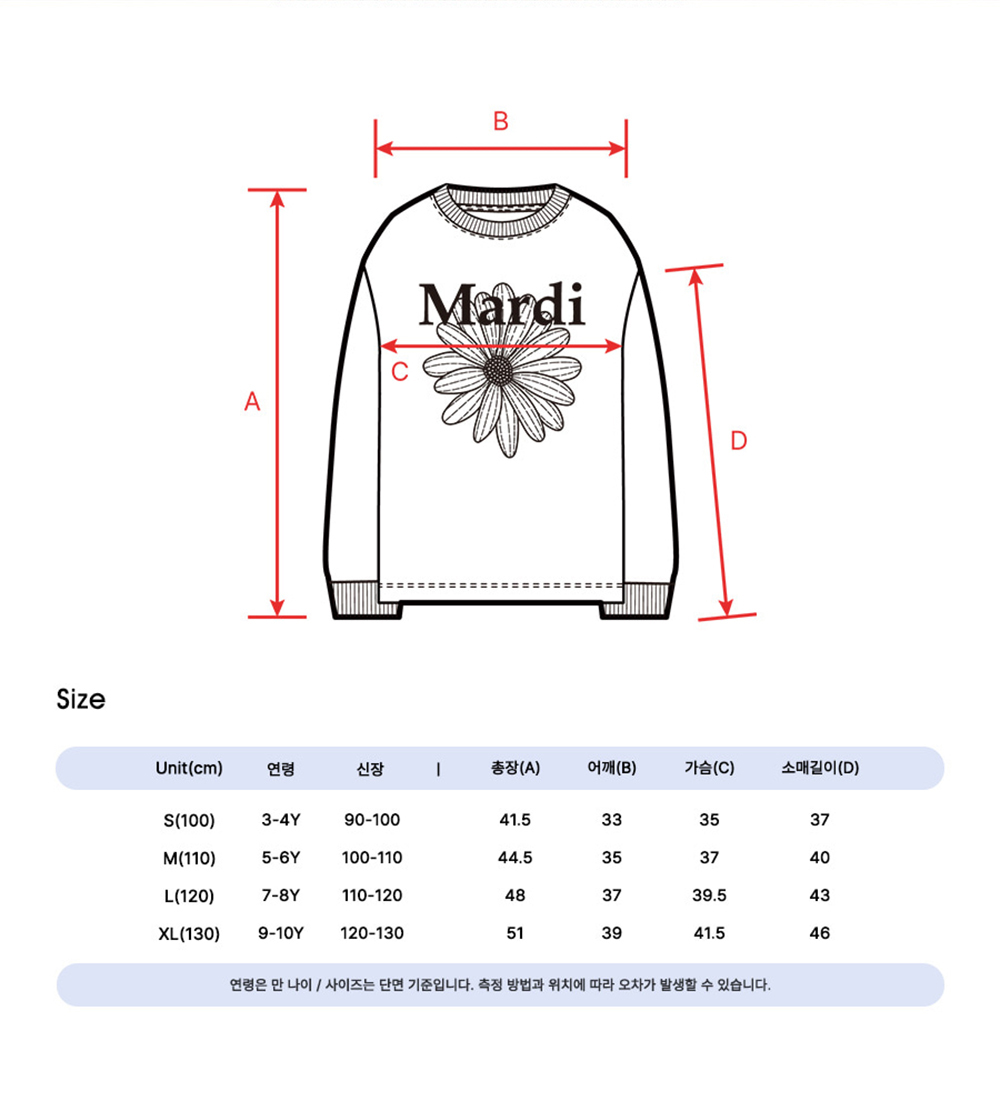 B
Mardi
C
A
D
Size
Unit(cm) 연령 신장 | 총장(A) 어깨(B) 가슴(C) 소매길이(D)
S(100) 3-4Y 90-100 41.5 33 35 37
M(110) 5-6Y 100-110 44.5 35 37 40
L(120) 7-8Y 110-120 48 37 39.5 43
XL(130) 9-10Y 120-130 51 39 41.5 46
연령은 만 나이 / 사이즈는 단면 기준입니다. 측정 방법과 위치에 따라 오차가 발생할 수 있습니다.